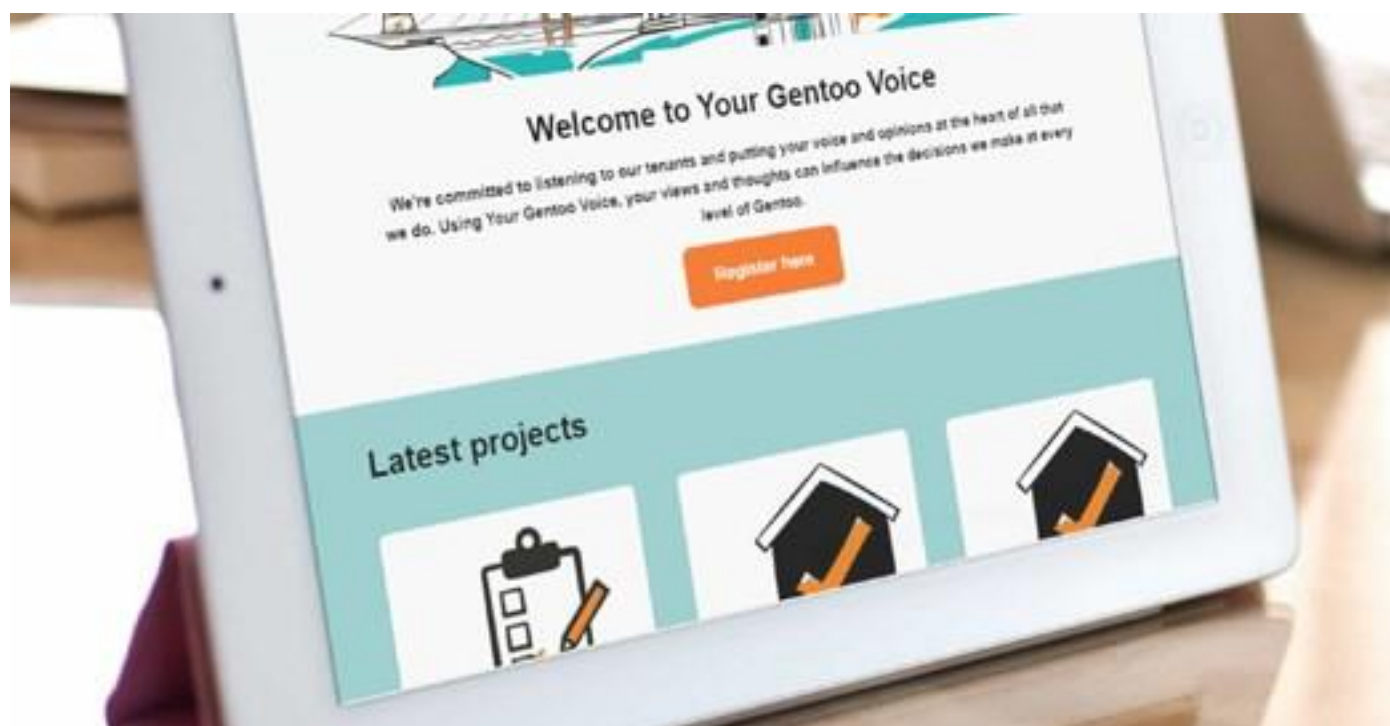 Welcome to Your Gentoo Voice
We're committed to listening to our tenants and putting your voice and opinions at the heart of all that
we do. Using Your Gentoo Voice, your views and thoughts can influence the decisions we make at every
level of Gentoo.
Register here
Latest projects